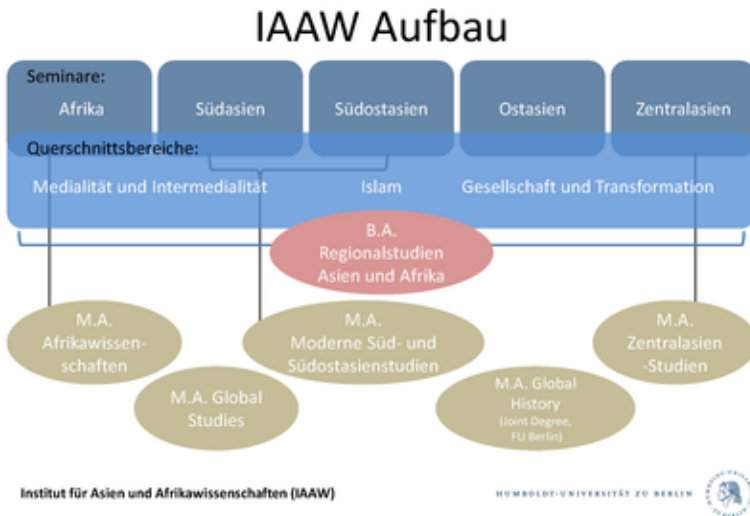 IAAW Aufbau
Seminare:
Afrika
Südasien
Südostasien
Ostasien
Zentralasien
Querschnittsbereiche:
Medialität und Intermedialität
Islam
Gesellschaft und Transformation
B.A.
Regionalstudien
Asien und Afrika
M.A.
Afrikawissen-
schaften
M.A.
Moderne Süd- und
Südostasienstudien
M.A.
Zentralasien
-Studien
M.A. Global
Studies
M.A. Global
History
(Joint Degree,
FU Berlin)
Institut für Asien und Afrikawissenschaften (IAAW)
HUMBOLDT-UNIVERSITÄT ZU BERLIN